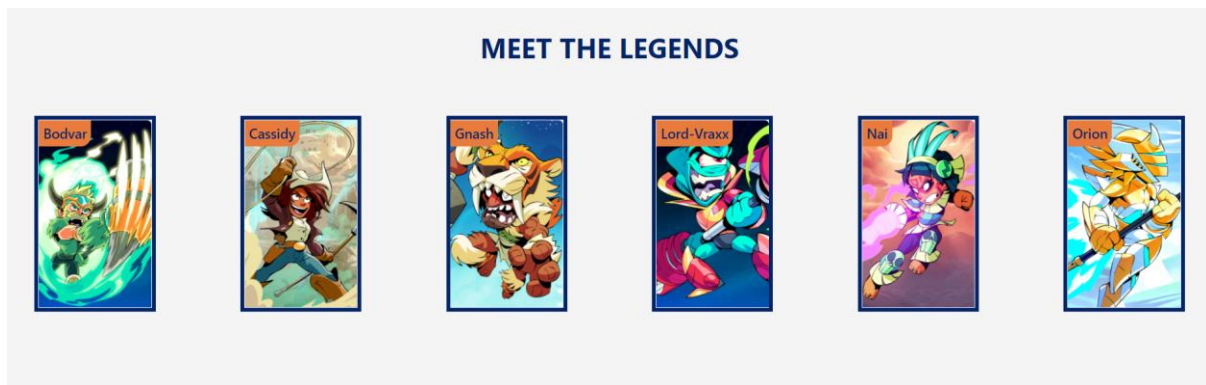 MEET THE LEGENDS
Bodvar
Cassidy
Gnash
Lord-Vraxx
Nai
Orion